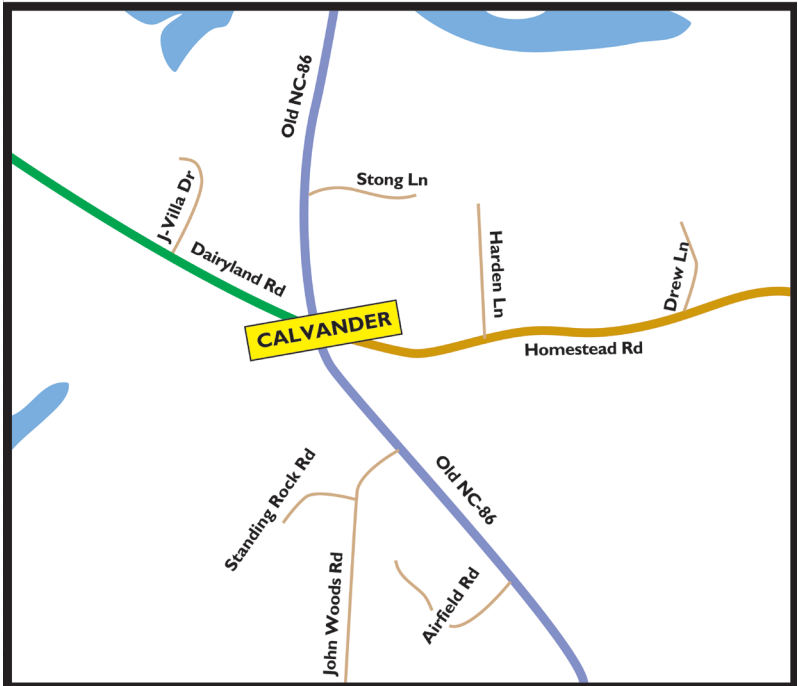 Old NC-86
Stong Ln
J-Villa Dr
Dairyland Rd
Harden Ln
Drew Ln
CALVANDER
Homestead Rd
Standing Rock Rd
Old NC-86
John Woods Rd
Airfield Rd